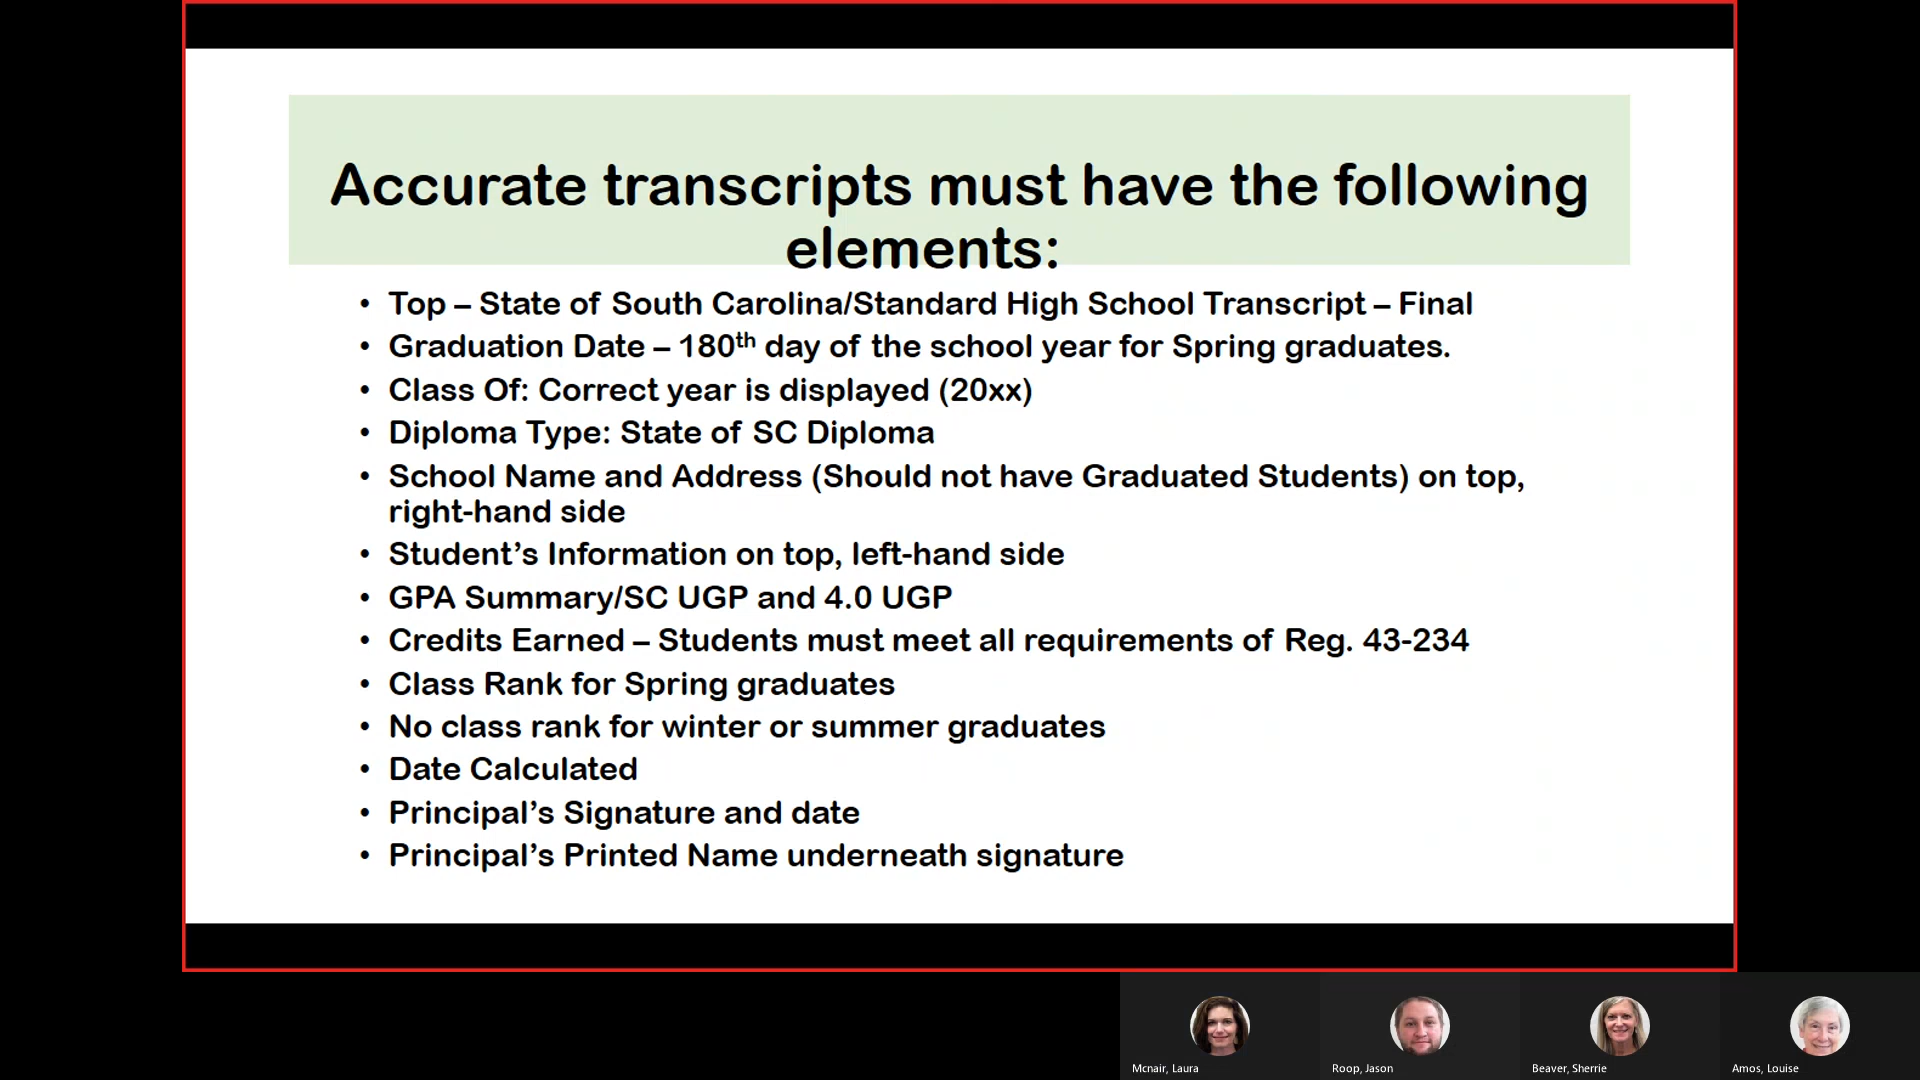 Accurate transcripts must have the following
elements:
• Top – State of South Carolina/Standard High School Transcript – Final
• Graduation Date – 180th day of the school year for Spring graduates.
• Class Of: Correct year is displayed (20xx)
• Diploma Type: State of SC Diploma
• School Name and Address (Should not have Graduated Students) on top,
right-hand side
• Student’s Information on top, left-hand side
• GPA Summary/SC UGP and 4.0 UGP
• Credits Earned – Students must meet all requirements of Reg. 43-234
• Class Rank for Spring graduates
• No class rank for winter or summer graduates
• Date Calculated
• Principal’s Signature and date
• Principal’s Printed Name underneath signature
Mcnair, Laura
Roop, Jason
Beaver, Sherrie
Amos, Louise